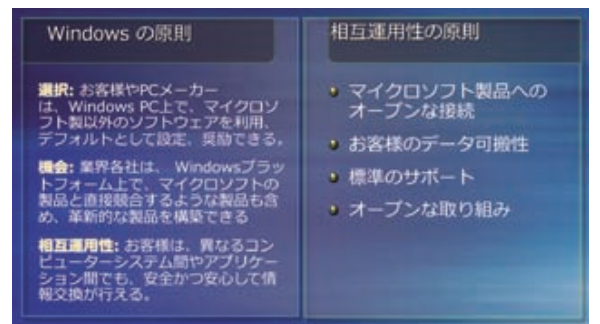 Windows の原則
選択: お客様やPCメーカー
は、Windows PC上で、マイクロソ
フト製以外のソフトウェアを利用、
デフォルトとして設定、奨励できる。
機会: 業界各社は、 Windowsプラッ
トフォーム上で、マイクロソフトの
製品と直接競合するような製品も含
め、革新的な製品を構築できる
相互運用性: お客様は、異なるコン
ピューターシステム間やアプリケー
ション間でも、安全かつ安心して情
報交換が行える。
相互運用性の原則
マイクロソフト製品への
オープンな接続
お客様のデータ可搬性
標準のサポート
オープンな取り組み